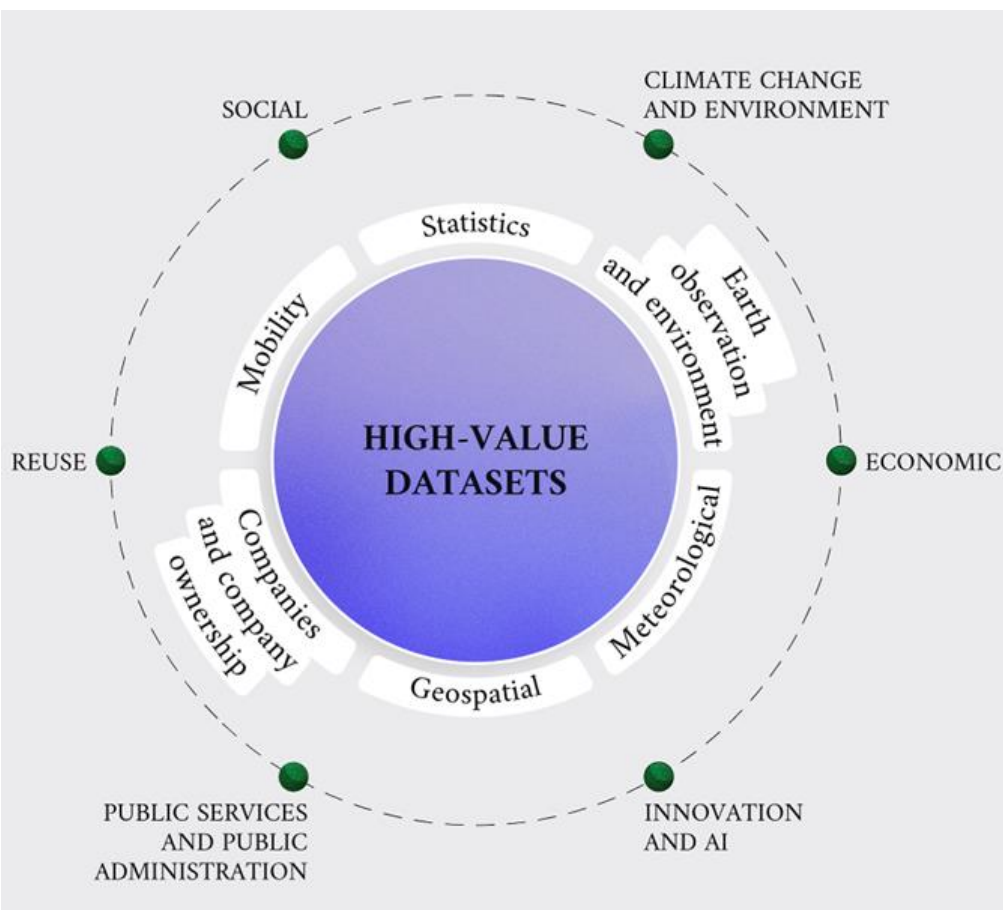 CLIMATE CHANGE
AND ENVIRONMENT
SOCIAL
Statistics
Earth
observation
and environment
Mobility
HIGH-VALUE
DATASETS
REUSE
ECONOMIC
Companies
and company
ownership
Meteorological
Geospatial
PUBLIC SERVICES
AND PUBLIC
ADMINISTRATION
INNOVATION
AND AI